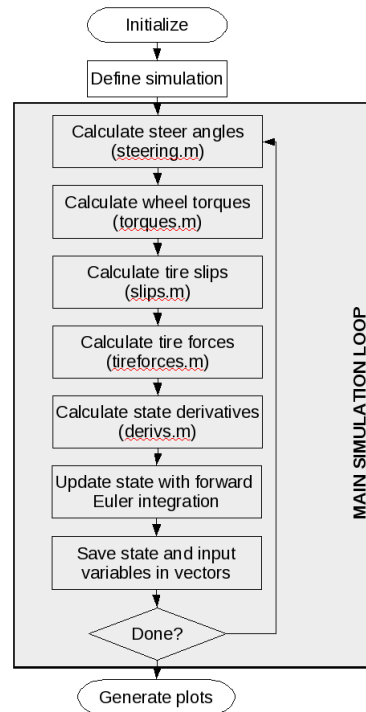 Initialize
Define simulation
Calculate steer angles
(steering.m)
Calculate wheel torques
(torques.m)
Calculate tire slips
(slips.m)
Calculate tire forces
(tireforces.m)
Calculate state derivatives
(derivs.m)
Update state with forward
Euler integration
Save state and input
variables in vectors
Done?
Generate plots
MAIN SIMULATION LOOP